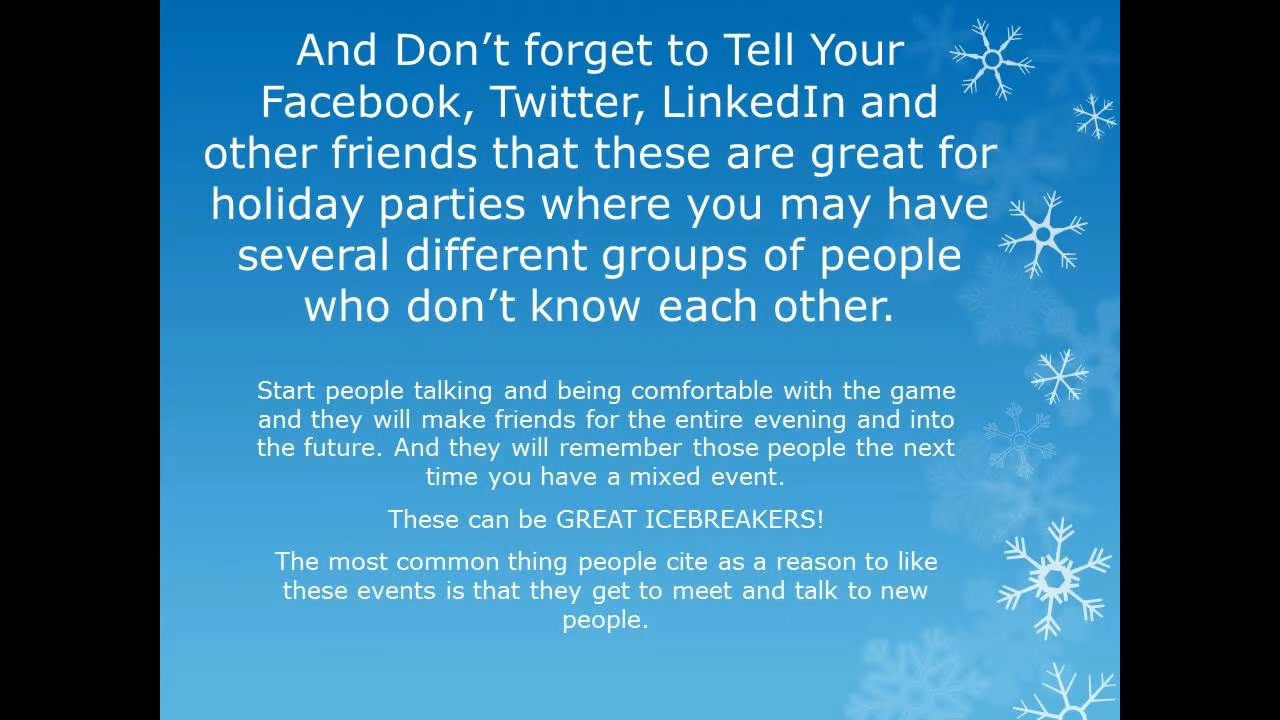 And Don’t forget to Tell Your
Facebook, Twitter, LinkedIn and
other friends that these are great for
holiday parties where you may have
several different groups of people
who don’t know each other.
Start people talking and being comfortable with the game
and they will make friends for the entire evening and into
the future. And they will remember those people the next
time you have a mixed event.
These can be GREAT ICEBREAKERS!
The most common thing people cite as a reason to like
these events is that they get to meet and talk to new
people.